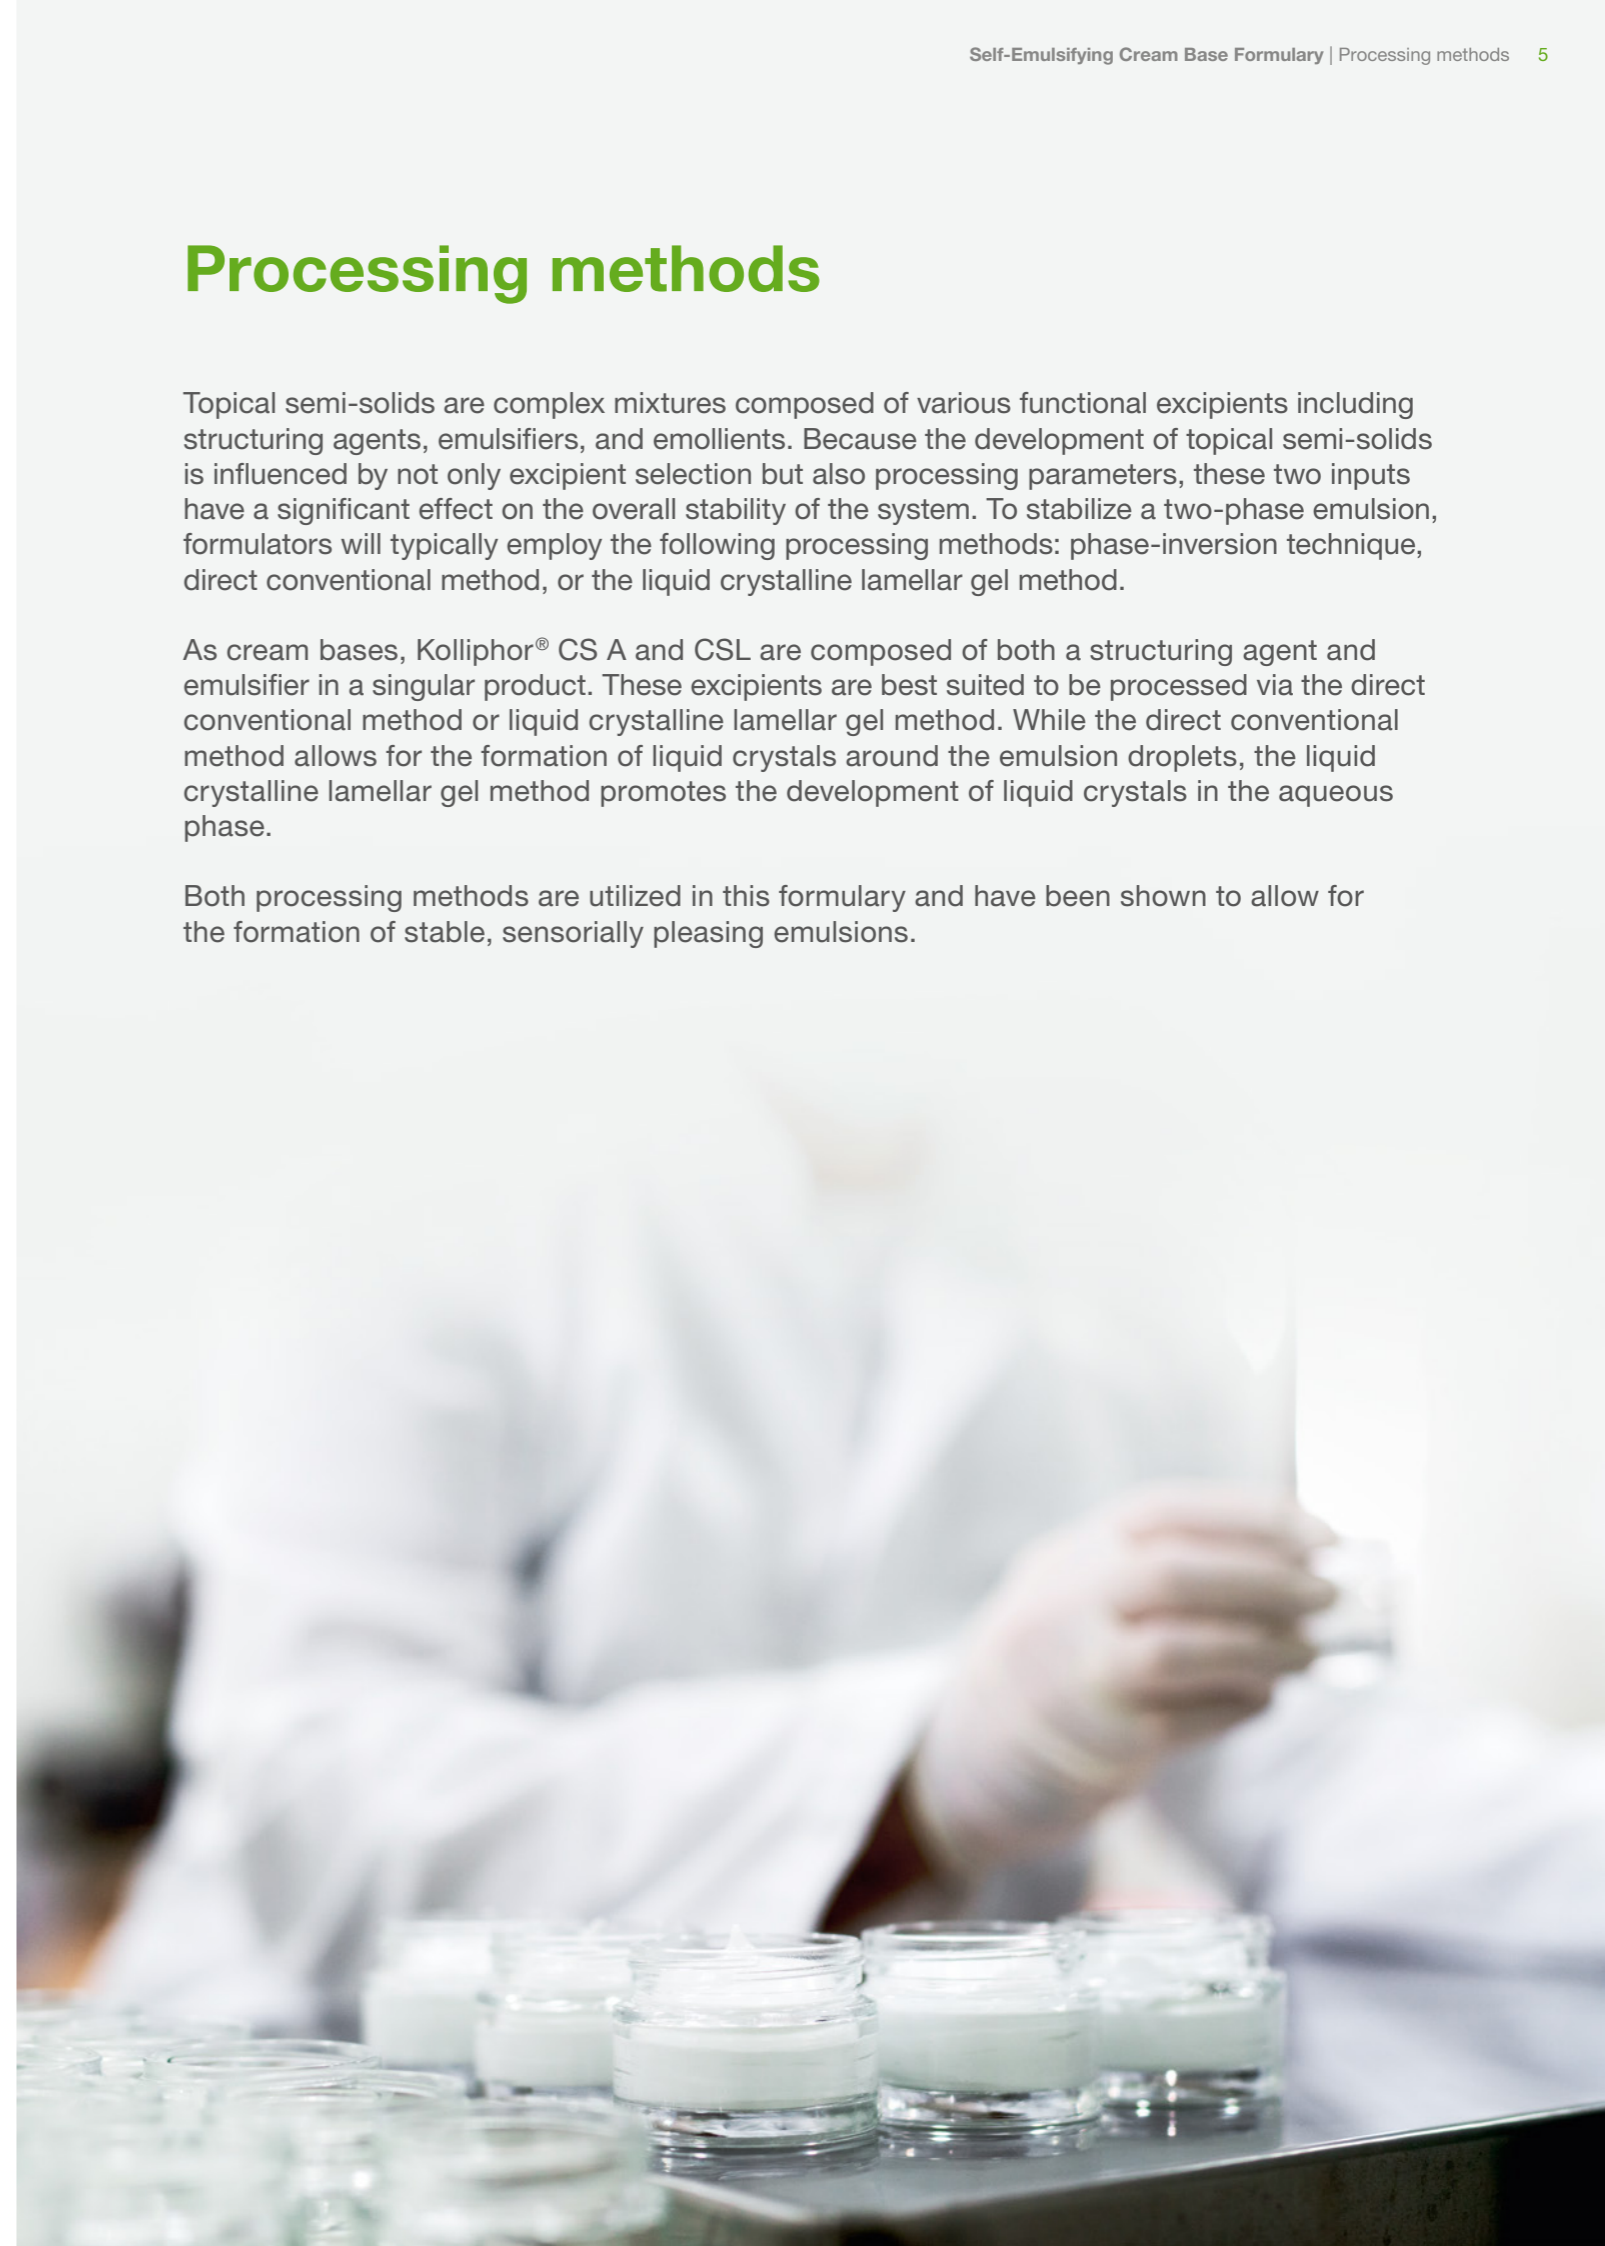 Self-Emulsifying Cream Base Formulary | Processing methods 5
Processing methods
Topical semi-solids are complex mixtures composed of various functional excipients including
structuring agents, emulsifiers, and emollients. Because the development of topical semi-solids
is influenced by not only excipient selection but also processing parameters, these two inputs
have a significant effect on the overall stability of the system. To stabilize a two-phase emulsion,
formulators will typically employ the following processing methods: phase-inversion technique,
direct conventional method, or the liquid crystalline lamellar gel method.
As cream bases, Kolliphor® CS A and CSL are composed of both a structuring agent and
emulsifier in a singular product. These excipients are best suited to be processed via the direct
conventional method or liquid crystalline lamellar gel method. While the direct conventional
method allows for the formation of liquid crystals around the emulsion droplets, the liquid
crystalline lamellar gel method promotes the development of liquid crystals in the aqueous
phase.
Both processing methods are utilized in this formulary and have been shown to allow for
the formation of stable, sensorially pleasing emulsions.